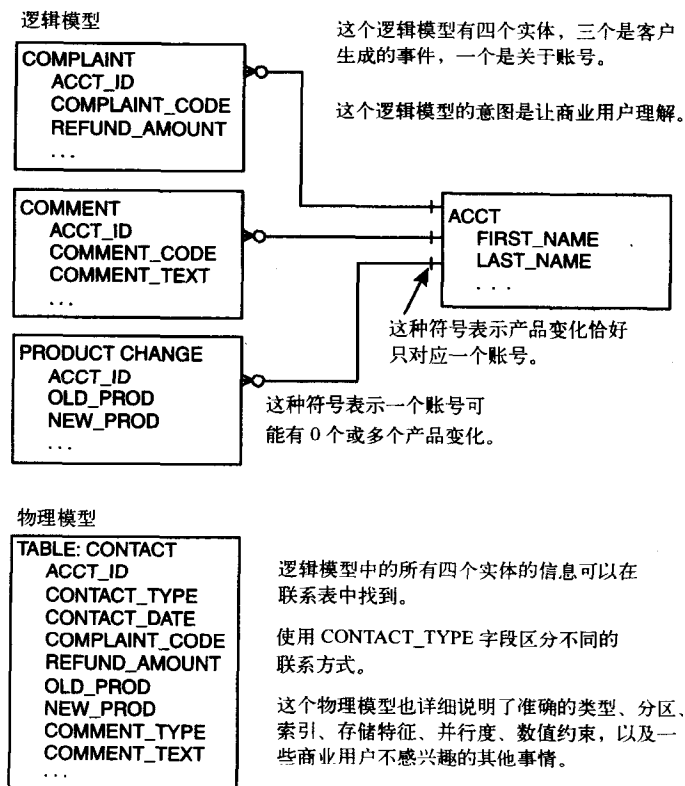 逻辑模型
这个逻辑模型有四个实体，三个是客户
生成的事件，一个是关于账号。
这个逻辑模型的意图是让商业用户理解。
COMPLAINT
ACCT_ID
COMPLAINT_CODE
REFUND_AMOUNT
...
COMMENT
ACCT_ID
COMMENT_CODE
COMMENT_TEXT
...
ACCT
FIRST_NAME
LAST_NAME
...
这种符号表示产品变化恰好
只对应一个账号。
PRODUCT CHANGE
ACCT_ID
OLD_PROD
NEW_PROD
...
这种符号表示一个账号可
能有 0 个或多个产品变化。
物理模型
TABLE: CONTACT
ACCT_ID
CONTACT_TYPE
CONTACT_DATE
COMPLAINT_CODE
REFUND_AMOUNT
OLD_PROD
NEW_PROD
COMMENT_TYPE
COMMENT_TEXT
...
逻辑模型中的所有四个实体的信息可以在
联系表中找到。
使用 CONTACT_TYPE 字段区分不同的
联系方式。
这个物理模型也详细说明了准确的类型、分区、
索引、存储特征、并行度、数值约束，以及一
些商业用户不感兴趣的其他事情。